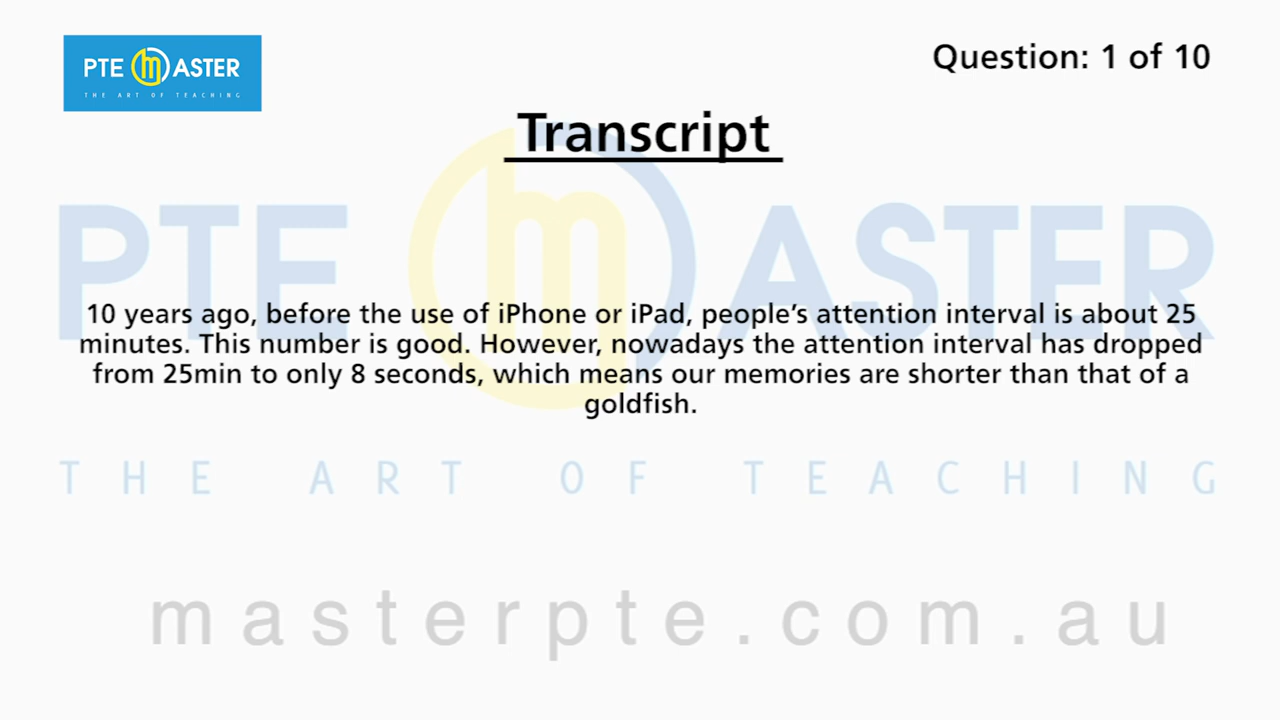 PTE MASTER
THE ART OF TEACHING
Question: 1 of 10
Transcript
PTE MASTER
10 years ago, before the use of iPhone or iPad, people's attention interval is about 25
minutes. This number is good. However, nowadays the attention interval has dropped
from 25min to only 8 seconds, which means our memories are shorter than that of a
goldfish.
THE ART OF TEACHING
masterpte.com.au